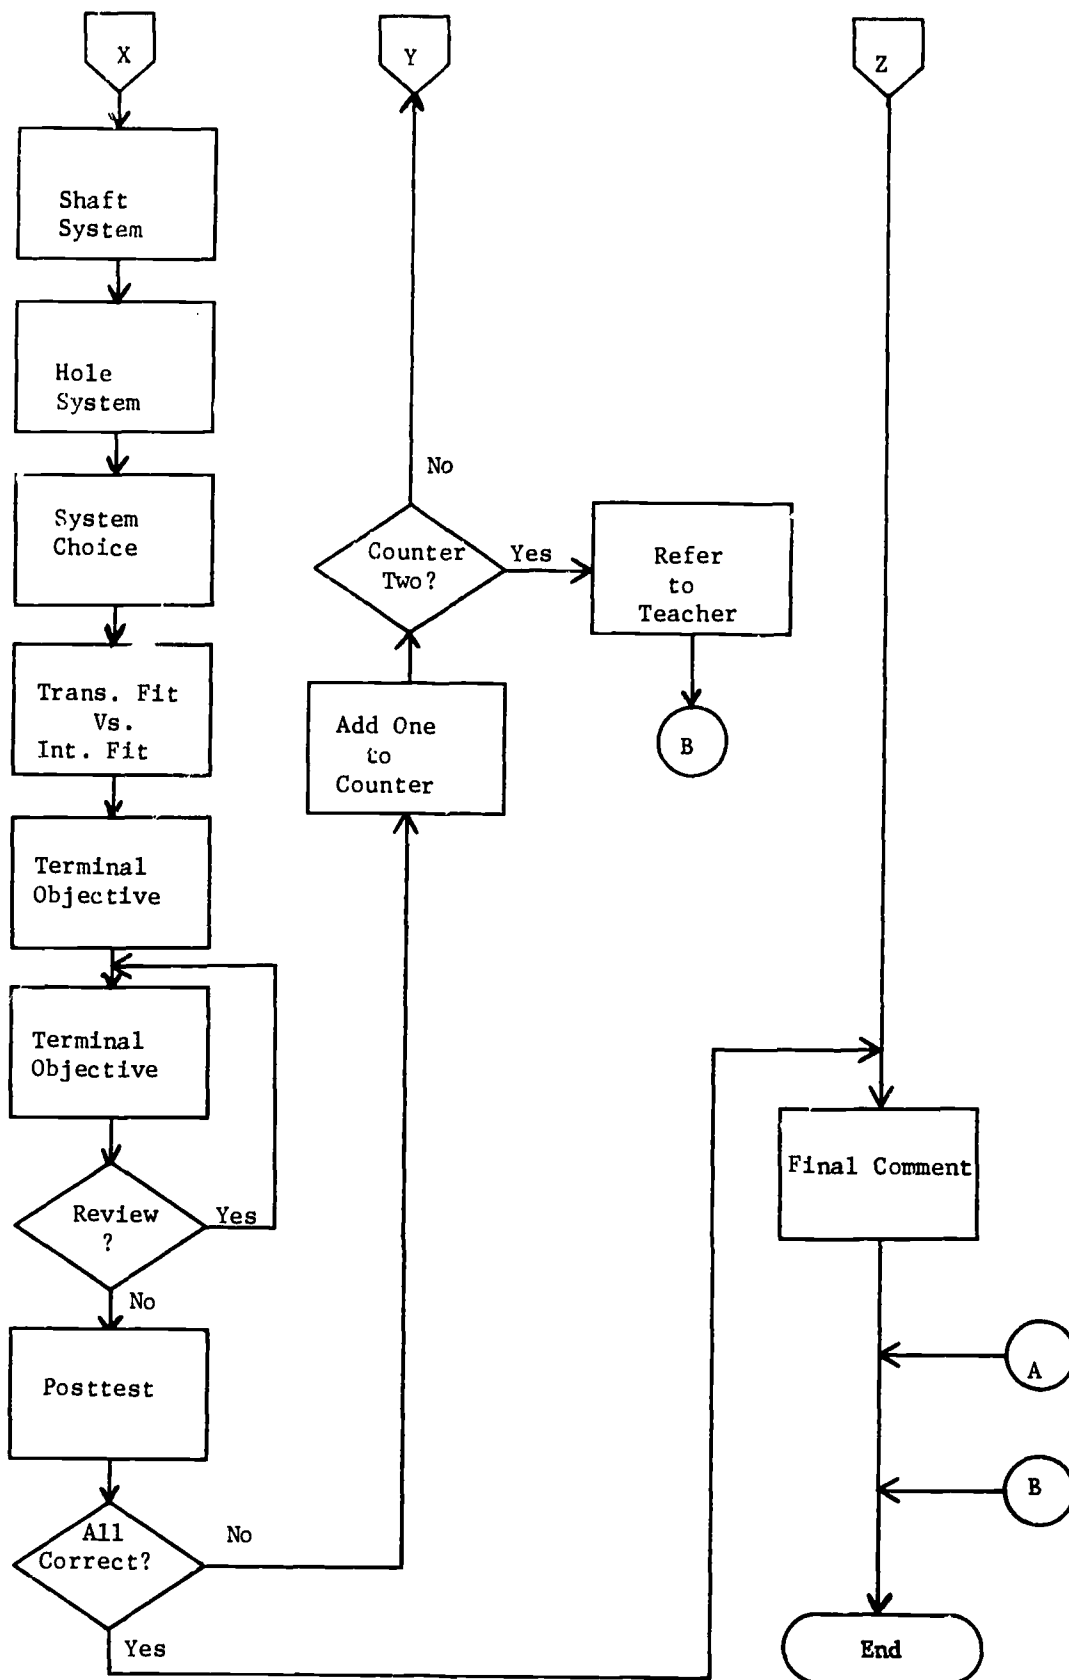 X
Shaft
System
Hole
System
System
Choice
Trans. Fit
Vs.
Int. Fit
Terminal
Objective
Terminal
Objective
Review
?
Yes
No
Posttest
All
Correct?
No
Yes
Y
No
Counter
Two?
Yes
Refer
to
Teacher
B
Add One
to
Counter
Z
Final Comment
A
B
End